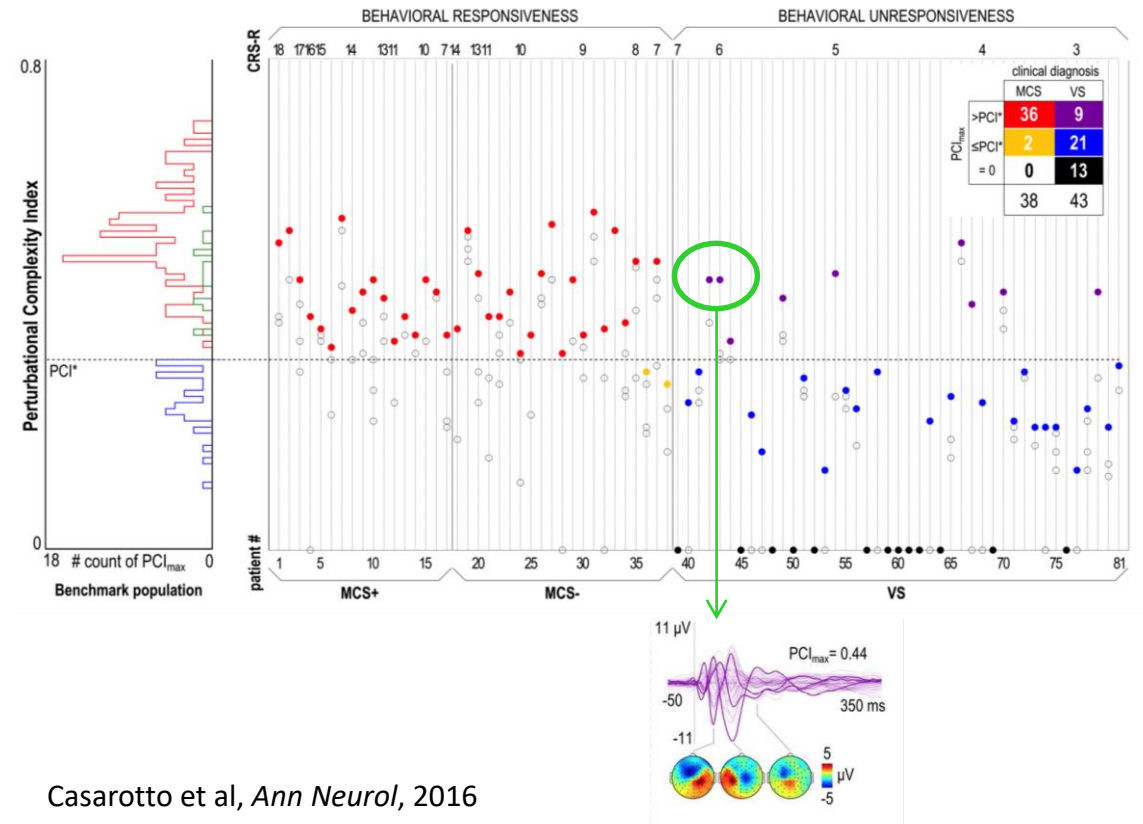 BEHAVIORAL RESPONSIVENESS
BEHAVIORAL UNRESPONSIVENESS
CRS-R
18 17 16 15 14 13 11 10 7 14 13 11 10 9 8 7 7 6 5 4 3
0.8
Perturbational Complexity Index
PCI*
0
18 # count of PCImax 0
Benchmark population
clinical diagnosis
MCS VS
PCImax
>PCI* 36 9
≤PCI* 2 21
= 0 0 13
38 43
patient #
1 5 10 15 20 25 30 35 40 45 50 55 60 65 70 75 81
MCS+ MCS- VS
11 µV
PCImax= 0.44
-50
350 ms
-11
5
µV
-5
Casarotto et al, Ann Neurol, 2016